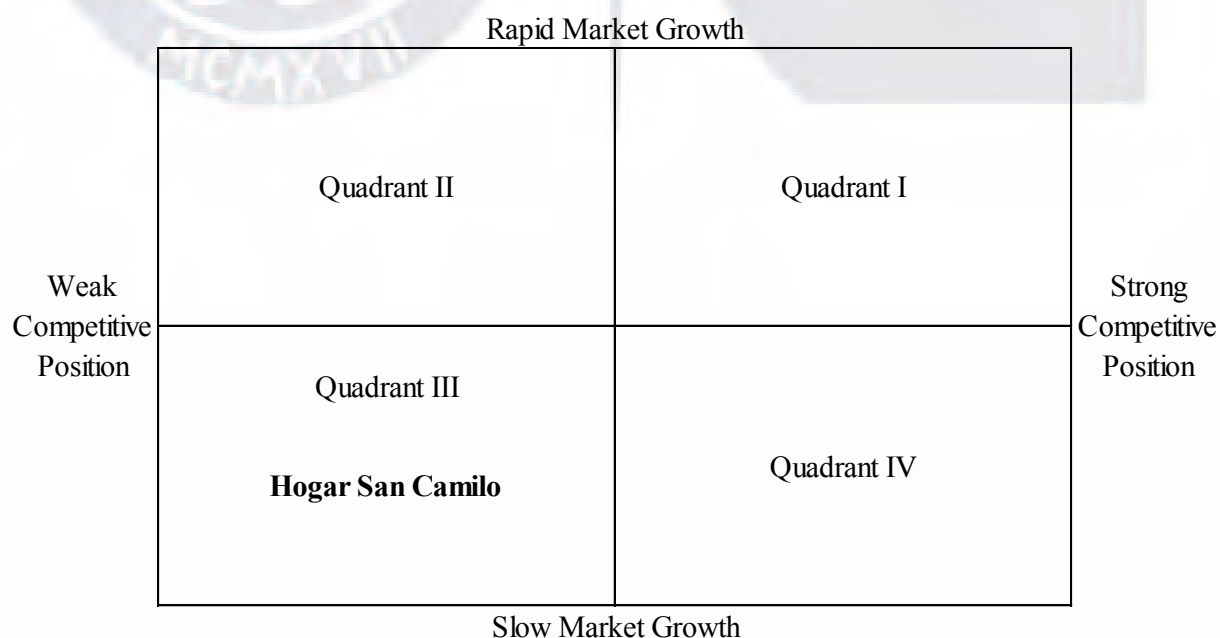 MCMXVII
Rapid Market Growth
Quadrant II
Quadrant I
Weak
Competitive
Position
Strong
Competitive
Position
Quadrant III
Hogar San Camilo
Quadrant IV
Slow Market Growth